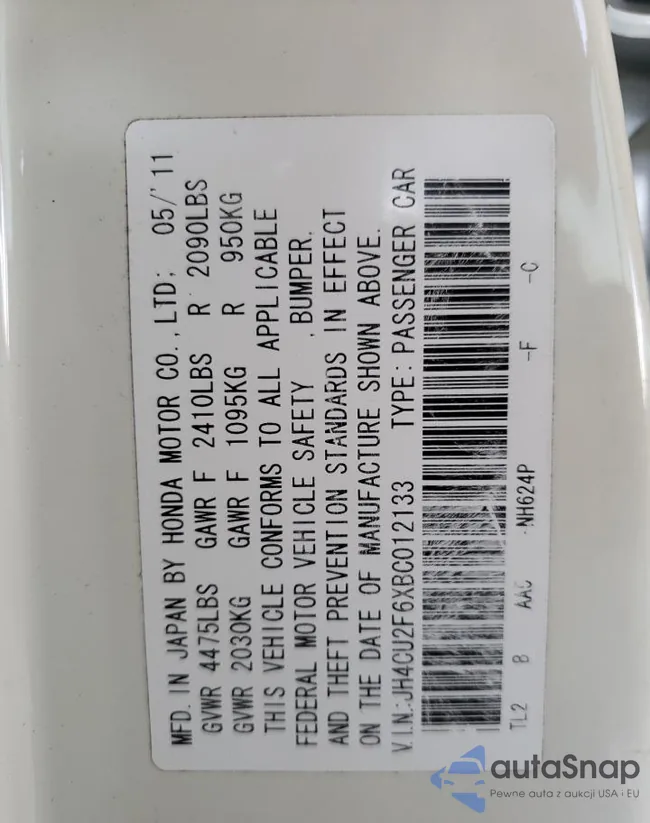 MFD. IN JAPAN BY HONDA MOTOR CO., LTD; 05/'11
GVWR 4475LBS GAWR F 2410LBS R 2090LBS
GVWR 2030KG GAWR F 1095KG R 950KG
THIS VEHICLE CONFORMS TO ALL APPLICABLE
FEDERAL MOTOR VEHICLE SAFETY , BUMPER,
AND THEFT PREVENTION STANDARDS IN EFFECT
ON THE DATE OF MANUFACTURE SHOWN ABOVE.
V.I.N.:JH4CU2F6XBC012133 TYPE:PASSENGER CAR
TL2 B AAC -NH624P -F -C
autaSnap
Pewne auta z aukcji USA i EU